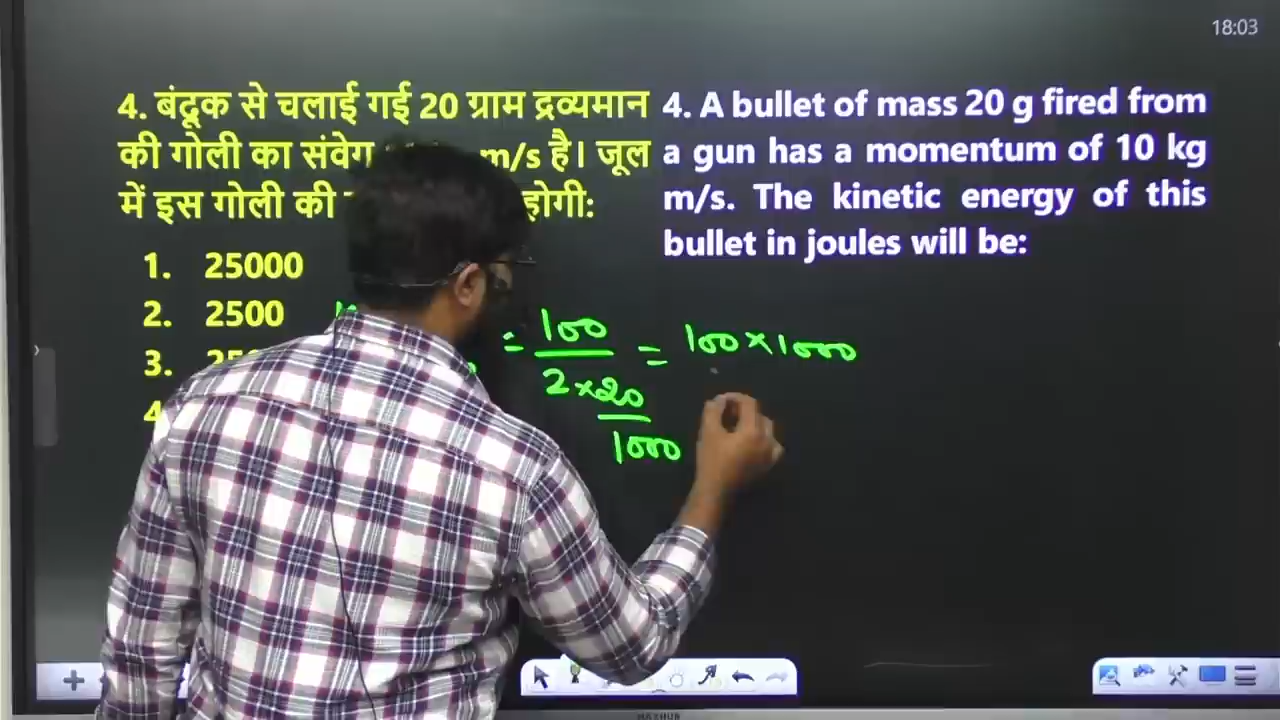 18:03
4. बंदूक से चलाई गई 20 ग्राम द्रव्यमान
की गोली का संवेग m/s है। जूल
में इस गोली की होगी:
1. 25000
2. 2500
3.
4
4. A bullet of mass 20 g fired from
a gun has a momentum of 10 kg
m/s. The kinetic energy of this
bullet in joules will be:
= 100 / 2×20/1000 = 100×1000
MAXHUB